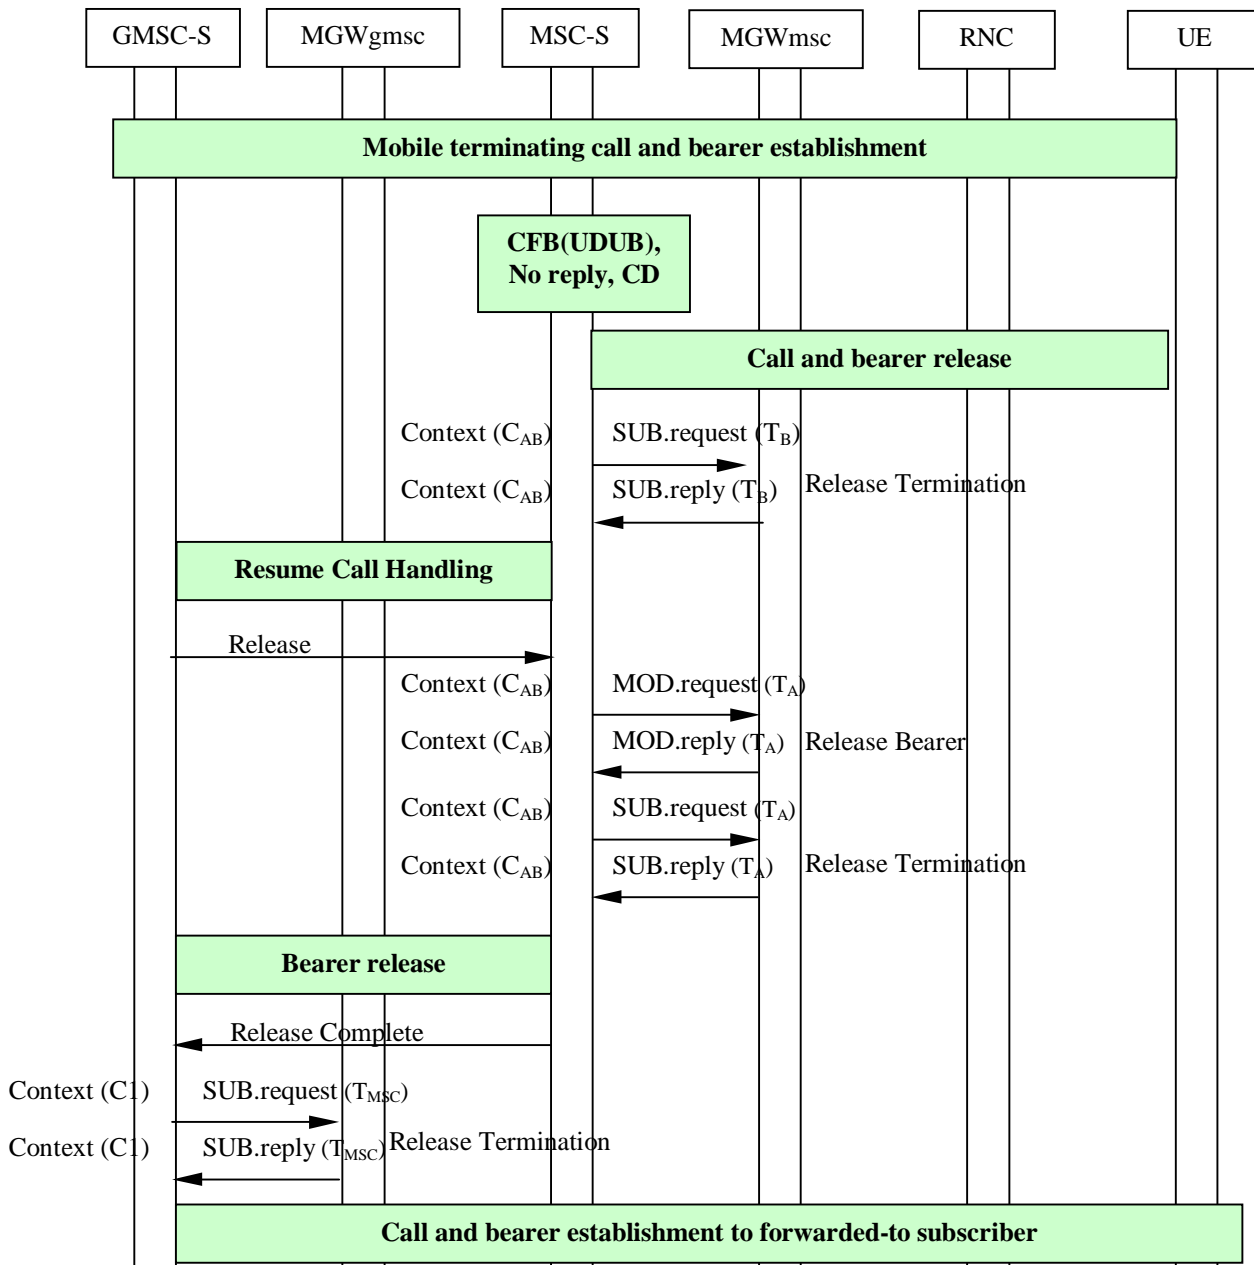 GMSC-S MGWgmsc MSC-S MGWmsc RNC UE
Mobile terminating call and bearer establishment
CFB(UDUB),
No reply, CD
Call and bearer release
Context (CAB) SUB.request (TB)
Context (CAB) SUB.reply (TB) Release Termination
Resume Call Handling
Release
Context (CAB) MOD.request (TA)
Context (CAB) MOD.reply (TA) Release Bearer
Context (CAB) SUB.request (TA)
Context (CAB) SUB.reply (TA) Release Termination
Bearer release
Release Complete
Context (C1) SUB.request (TMSC)
Context (C1) SUB.reply (TMSC) Release Termination
Call and bearer establishment to forwarded-to subscriber